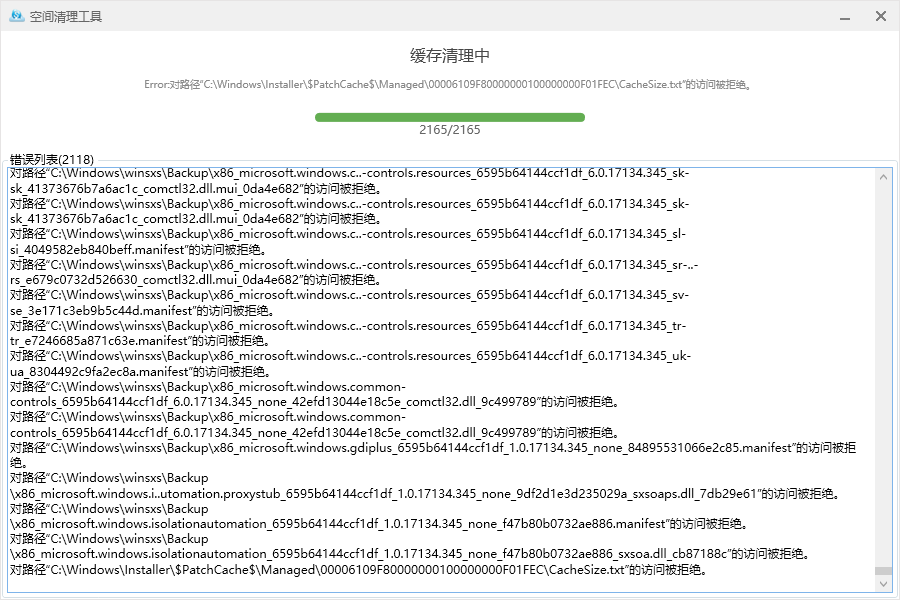 空间清理工具
缓存清理中
Error:对路径“C:\Windows\Installer\$PatchCache$\Managed\00006109F80000000100000000F01FEC\CacheSize.txt”的访问被拒绝。
2165/2165
错误列表(2118)
对路径“C:\Windows\winsxs\Backup\x86_microsoft.windows.c..-controls.resources_6595b64144ccf1df_6.0.17134.345_sk-
sk_41373676b7a6ac1c_comctl32.dll.mui_0da4e682”的访问被拒绝。
对路径“C:\Windows\winsxs\Backup\x86_microsoft.windows.c..-controls.resources_6595b64144ccf1df_6.0.17134.345_sk-
sk_41373676b7a6ac1c_comctl32.dll.mui_0da4e682”的访问被拒绝。
对路径“C:\Windows\winsxs\Backup\x86_microsoft.windows.c..-controls.resources_6595b64144ccf1df_6.0.17134.345_sl-
si_4049582eb840beff.manifest”的访问被拒绝。
对路径“C:\Windows\winsxs\Backup\x86_microsoft.windows.c..-controls.resources_6595b64144ccf1df_6.0.17134.345_sr-..-
rs_e679c0732d526630_comctl32.dll.mui_0da4e682”的访问被拒绝。
对路径“C:\Windows\winsxs\Backup\x86_microsoft.windows.c..-controls.resources_6595b64144ccf1df_6.0.17134.345_sv-
se_3e171c3eb9b5c44d.manifest”的访问被拒绝。
对路径“C:\Windows\winsxs\Backup\x86_microsoft.windows.c..-controls.resources_6595b64144ccf1df_6.0.17134.345_tr-
tr_e7246685a871c63e.manifest”的访问被拒绝。
对路径“C:\Windows\winsxs\Backup\x86_microsoft.windows.c..-controls.resources_6595b64144ccf1df_6.0.17134.345_uk-
ua_8304492c9fa2ec8a.manifest”的访问被拒绝。
对路径“C:\Windows\winsxs\Backup\x86_microsoft.windows.common-
controls_6595b64144ccf1df_6.0.17134.345_none_42efd13044e18c5e_comctl32.dll_9c499789”的访问被拒绝。
对路径“C:\Windows\winsxs\Backup\x86_microsoft.windows.common-
controls_6595b64144ccf1df_6.0.17134.345_none_42efd13044e18c5e_comctl32.dll_9c499789”的访问被拒绝。
对路径“C:\Windows\winsxs\Backup\x86_microsoft.windows.gdiplus_6595b64144ccf1df_1.0.17134.345_none_84895531066e2c85.manifest”的访问被拒
绝。
对路径“C:\Windows\winsxs\Backup
\x86_microsoft.windows.i..utomation.proxystub_6595b64144ccf1df_1.0.17134.345_none_9df2d1e3d235029a_sxsoaps.dll_7db29e61”的访问被拒绝。
对路径“C:\Windows\winsxs\Backup
\x86_microsoft.windows.isolationautomation_6595b64144ccf1df_1.0.17134.345_none_f47b80b0732ae886.manifest”的访问被拒绝。
对路径“C:\Windows\winsxs\Backup
\x86_microsoft.windows.isolationautomation_6595b64144ccf1df_1.0.17134.345_none_f47b80b0732ae886_sxsoa.dll_cb87188c”的访问被拒绝。
对路径“C:\Windows\Installer\$PatchCache$\Managed\00006109F80000000100000000F01FEC\CacheSize.txt”的访问被拒绝。